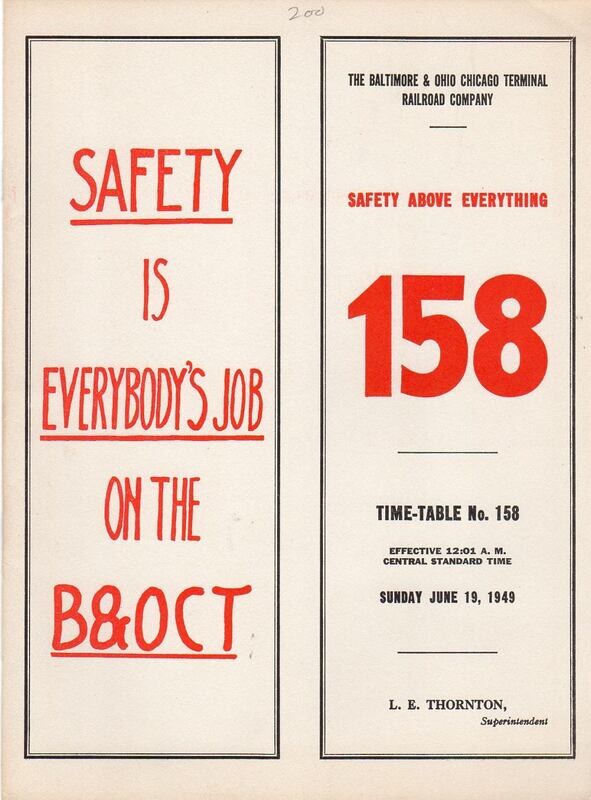 200
SAFETY
IS
EVERYBODY'S JOB
ON THE
B&OCT
THE BALTIMORE & OHIO CHICAGO TERMINAL
RAILROAD COMPANY
SAFETY ABOVE EVERYTHING
158
TIME-TABLE No. 158
EFFECTIVE 12:01 A. M.
CENTRAL STANDARD TIME
SUNDAY JUNE 19, 1949
L. E. THORNTON,
Superintendent